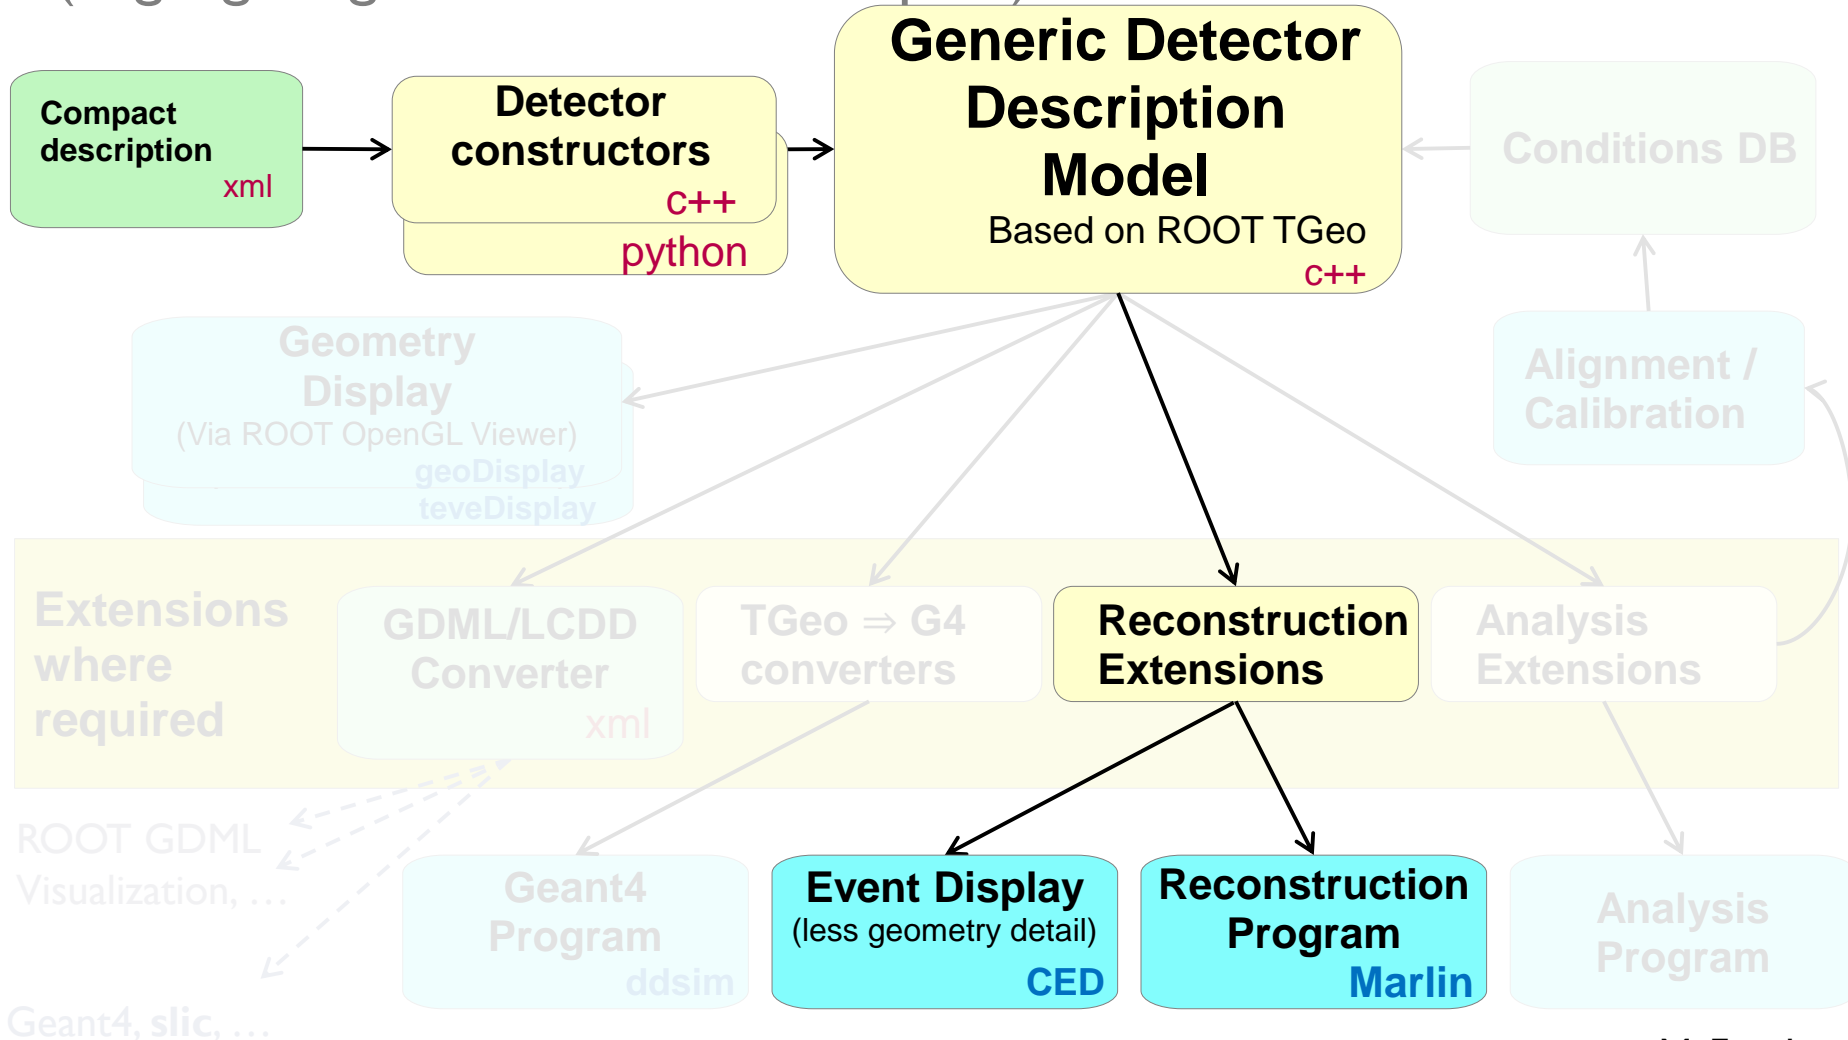 Generic Detector
Description
Model
Based on ROOT TGeo
c++
Compact
description
xml
Detector
constructors
c++
python
Conditions DB
Geometry
Display
(Via ROOT OpenGL Viewer)
geoDisplay
teveDisplay
Alignment /
Calibration
Extensions
where
required
GDML/LCDD
Converter
xml
TGeo ⇒ G4
converters
Reconstruction
Extensions
Analysis
Extensions
ROOT GDML
Visualization, …
Geant4, slic, …
Geant4
Program
ddsim
Event Display
(less geometry detail)
CED
Reconstruction
Program
Marlin
Analysis
Program